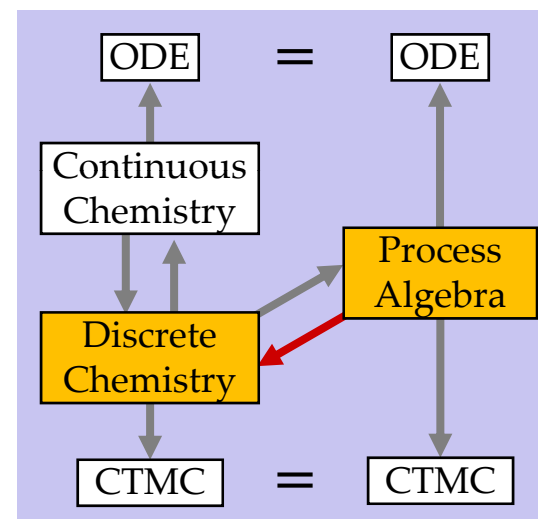 ODE = ODE
Continuous
Chemistry
Process
Algebra
Discrete
Chemistry
CTMC = CTMC